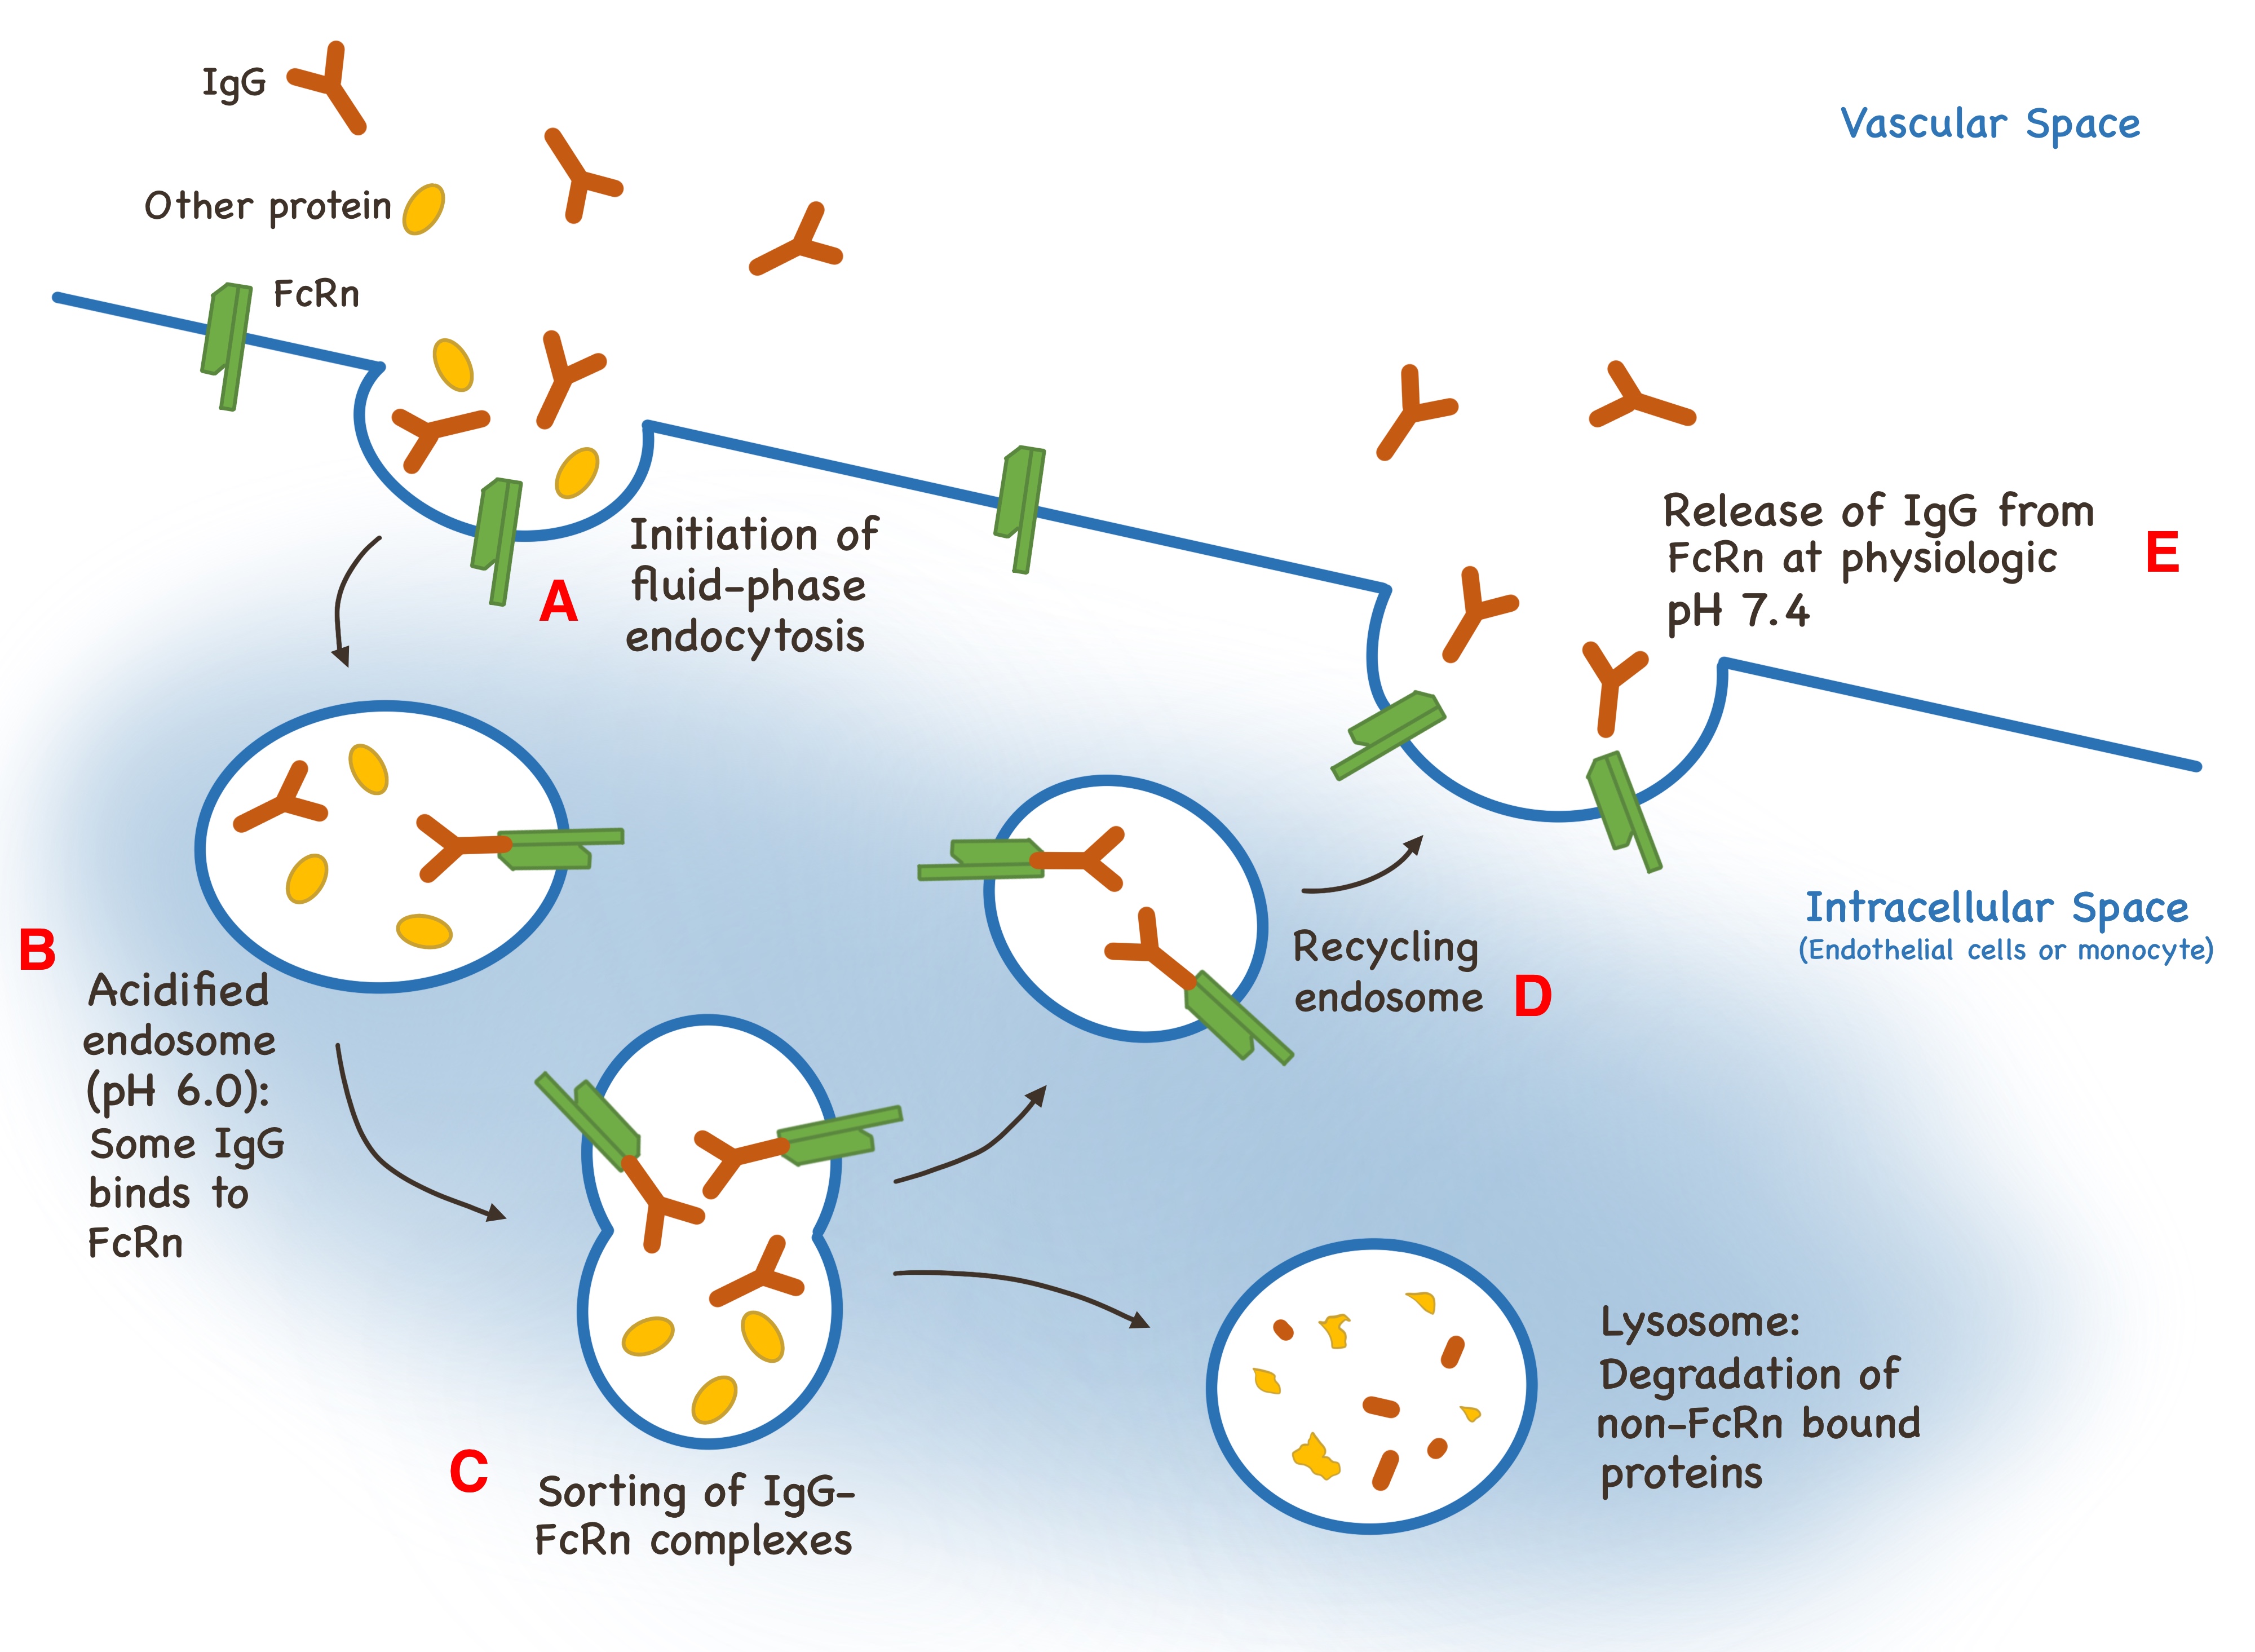 IgG
Other protein
FcRn
Vascular Space
A
Initiation of
fluid-phase
endocytosis
Release of IgG from
FcRn at physiologic
pH 7.4
E
B
Acidified
endosome
(pH 6.0):
Some IgG
binds to
FcRn
Recycling
endosome
D
Intracellular Space
(Endothelial cells or monocyte)
C
Sorting of IgG-
FcRn complexes
Lysosome:
Degradation of
non-FcRn bound
proteins